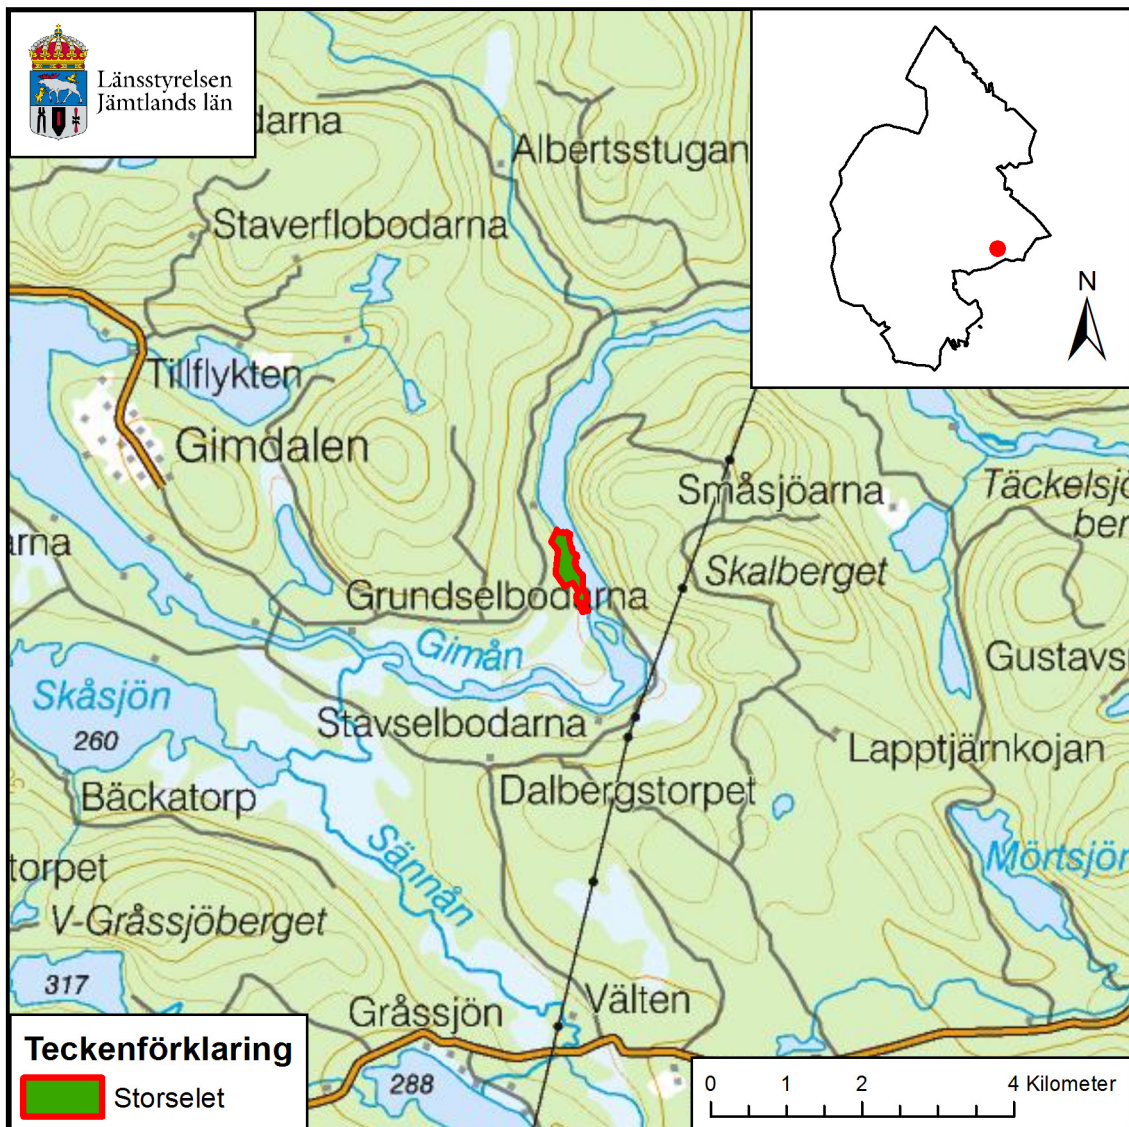 Länsstyrelsen
Jämtlands län
darna
Albertsstugan
Staverflobodarna
N
Tillflykten
Gimdalen
Småsjöarna
Täckelsjö
ber
arna
Skalberget
Grundselbodarna
Gimån
Gustavs
Skåsjön
260
Stavselbodarna
Lapptjärnkojan
Bäckatorp
Dalbergstorpet
Sännån
Mörtsjön
torpet
V-Gråssjöberget
317
Gråssjön
Välten
288
Teckenförklaring
Storselet
0 1 2 4 Kilometer